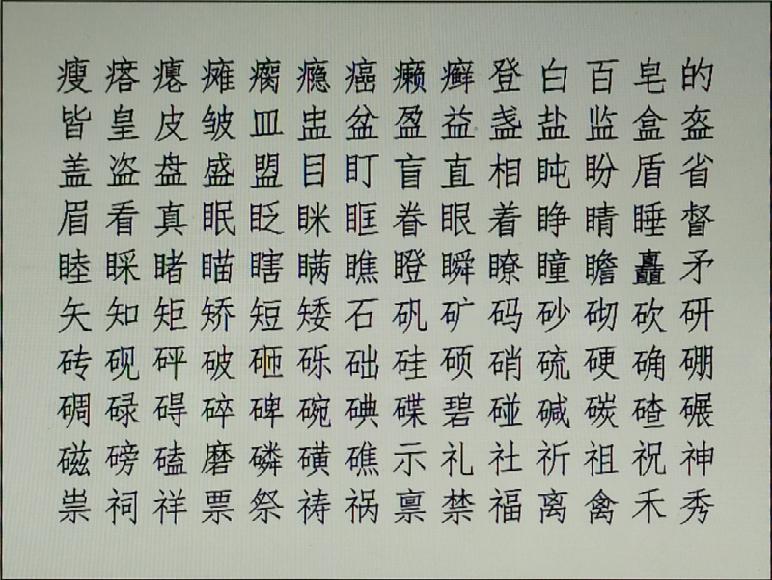 瘦瘩瘪瘫瘸瘾癌癞癣登白百皂的
皆皇皮皱皿盅盆盈益盏盐监盒盔
盖盗盘盛盟目盯盲直相盹盼盾省
眉看真眠眨眯眶眷眼着睁睛睡督
睦睬睹瞄瞎瞒瞧瞪瞬瞭瞳瞻矗矛
矢知矩矫短矮石矾矿码砂砌砍研
砖砚砰破砸砾础硅硕硝硫硬确硼
碉碌碍碎碑碗碘碟碧碰碱碳碴碾
磁磅磕磨磷磺礁示礼社祈祖祝神
祟祠祥票祭祷祸禀禁福离禽禾秀